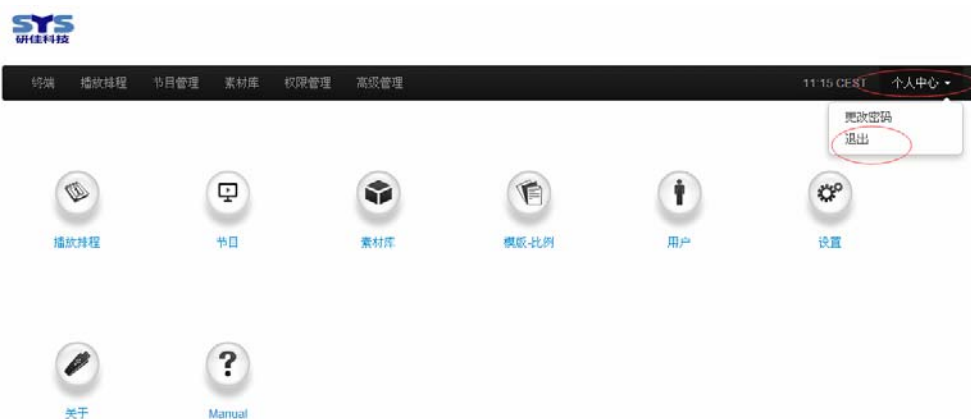 SYS
研佳科技
终端 播放排程 节目管理 素材库 权限管理 高级管理 11:15 CEST 个人中心
更改密码
退出
播放排程 节目 素材库 模版-比例 用户 设置
关于 Manual